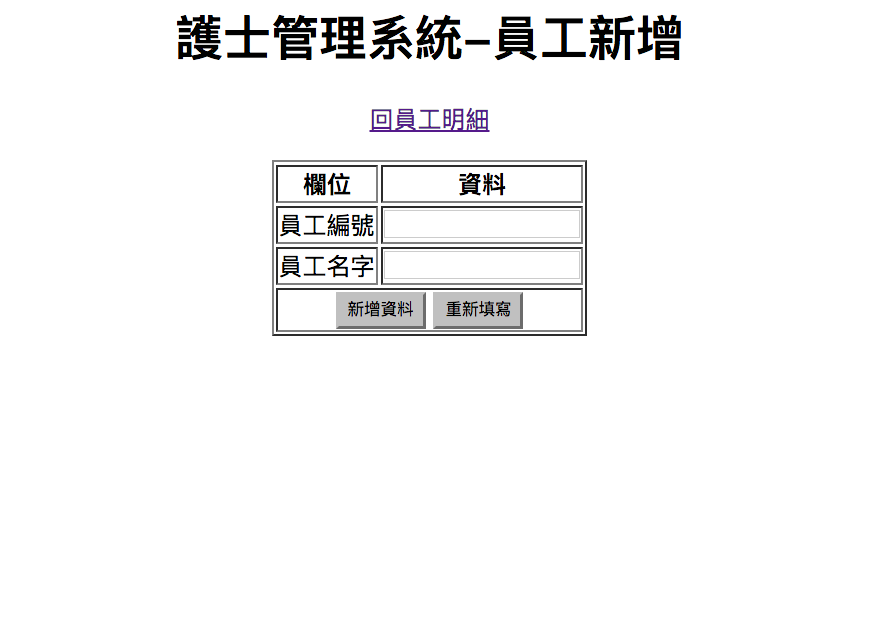 護士管理系統–員工新增
回員工明細
欄位 資料
員工編號
員工名字
新增資料 重新填寫